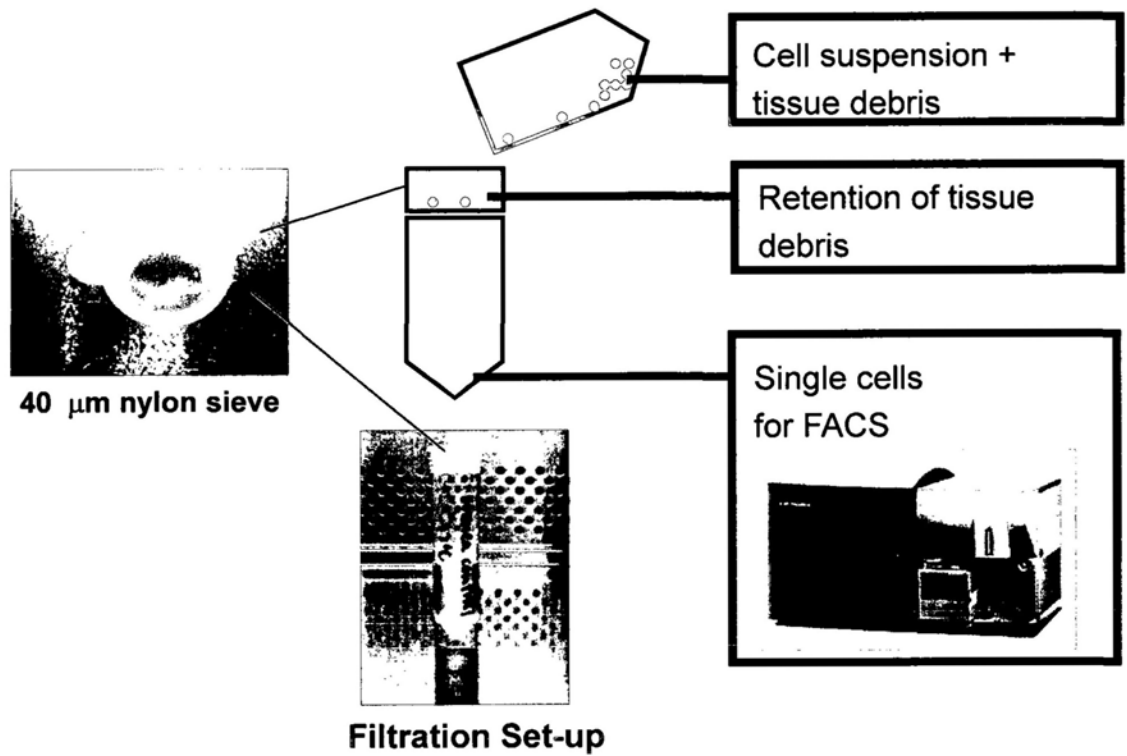 Cell suspension +
tissue debris
Retention of tissue
debris
40 μm nylon sieve
Single cells
for FACS
Filtration Set-up